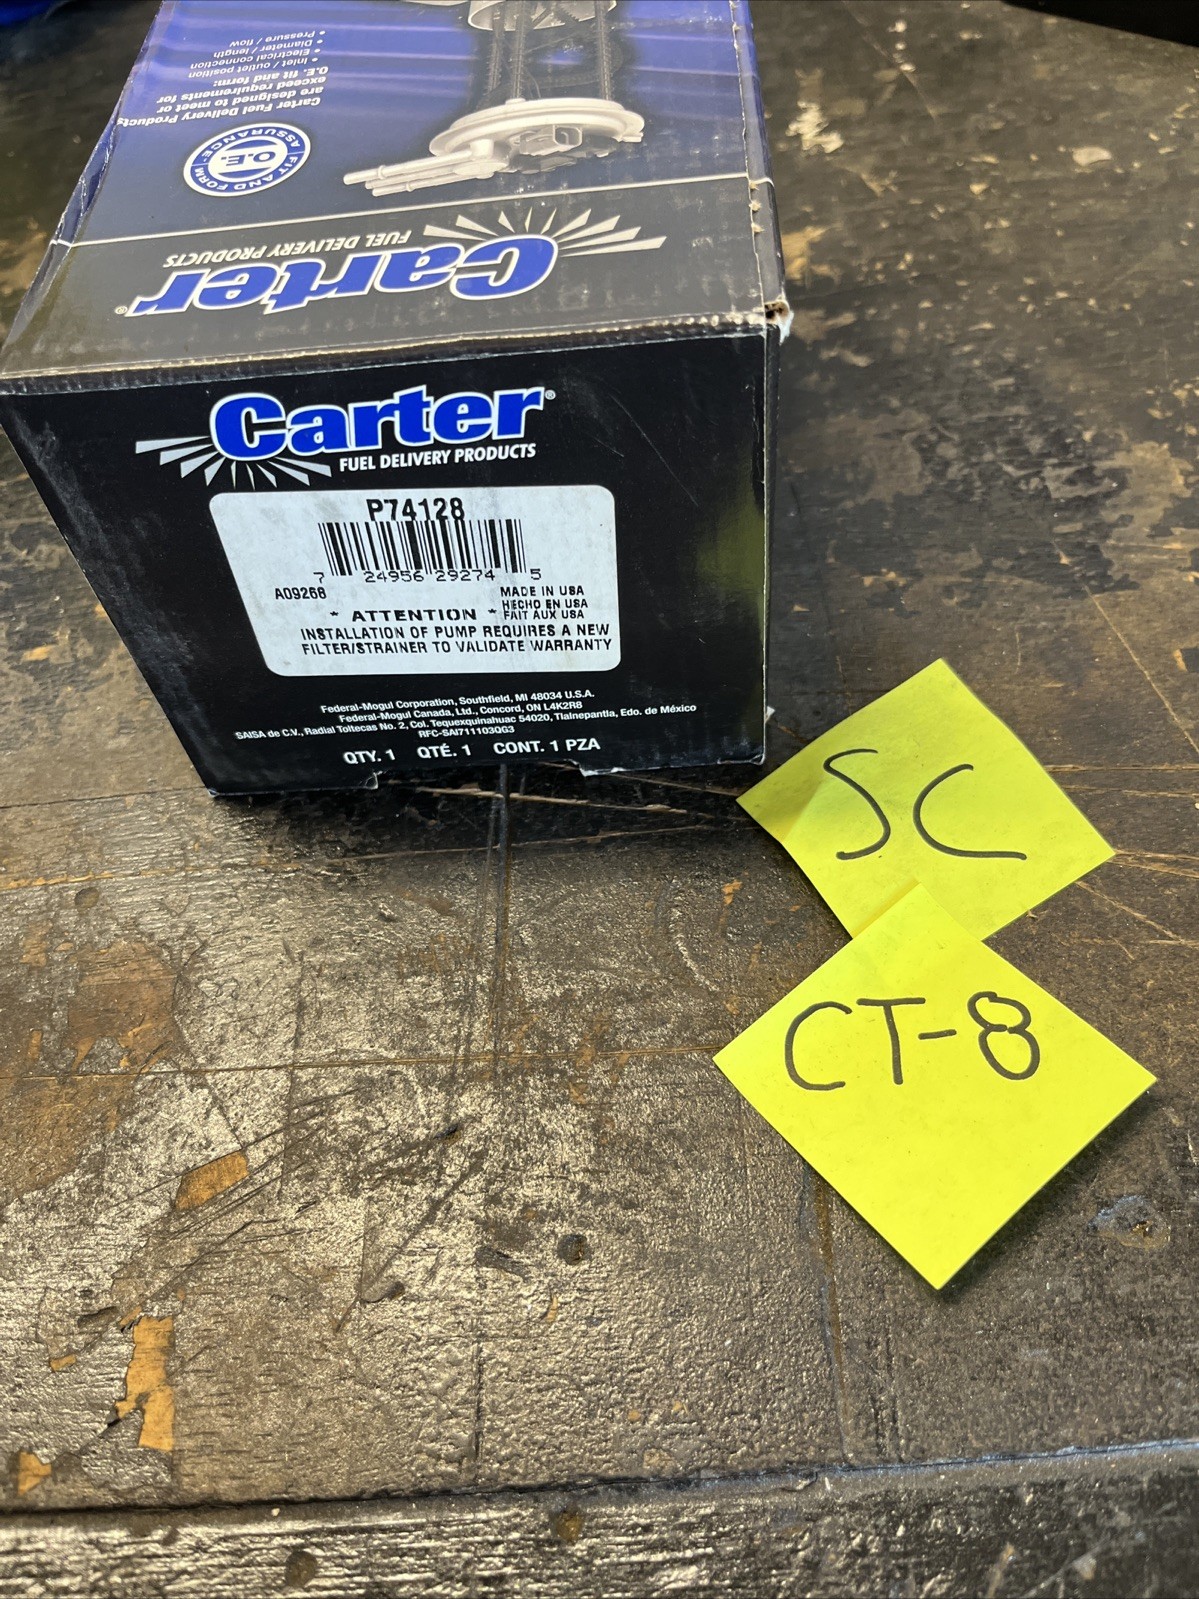 • Pressure / flow
• Diameter / length
• Electrical connection
• Inlet / outlet position
O.E. fit and form:
exceed requirements for
are designed to meet or
Carter Fuel Delivery Products
FIT AND FORM
O.E.
ASSURANCE
Carter®
FUEL DELIVERY PRODUCTS
Carter®
FUEL DELIVERY PRODUCTS
P74128
7 24956 29274 5
A09268
MADE IN USA
HECHO EN USA
* ATTENTION * FAIT AUX USA
INSTALLATION OF PUMP REQUIRES A NEW
FILTER/STRAINER TO VALIDATE WARRANTY
Federal-Mogul Corporation, Southfield, MI 48034 U.S.A.
Federal-Mogul Canada, Ltd., Concord, ON L4K2R8
SAISA de C.V., Radial Toltecas No. 2, Col. Tequexquinahuac 54020, Tlalnepantla, Edo. de México
RFC-SAI711103QG3
QTY. 1 QTÉ. 1 CONT. 1 PZA
SC
CT-8